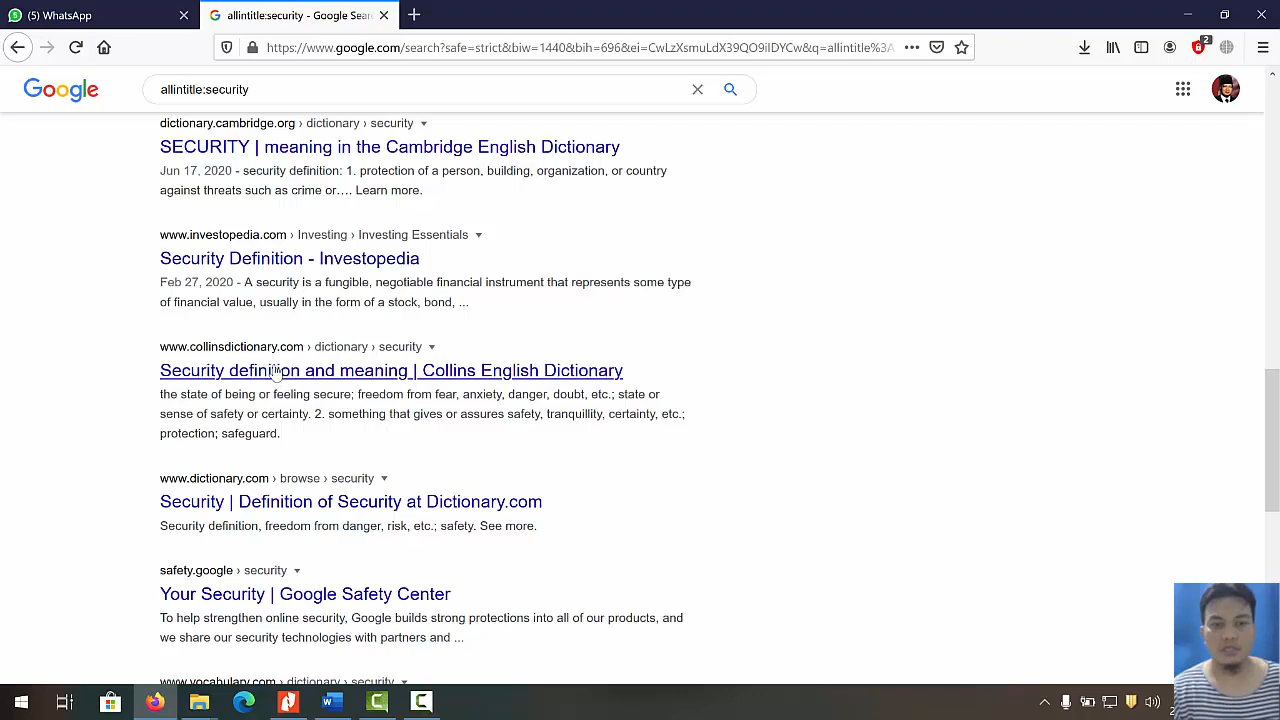 (5) WhatsApp
allintitle:security - Google Sear
https://www.google.com/search?safe=strict&biw=1440&bih=696&ei=CwLzXsmuLdX39QO9iIDYCw&q=allintitle%3A
2
Google
allintitle:security
dictionary.cambridge.org › dictionary › security
SECURITY | meaning in the Cambridge English Dictionary
Jun 17, 2020 - security definition: 1. protection of a person, building, organization, or country
against threats such as crime or…. Learn more.
www.investopedia.com › Investing › Investing Essentials
Security Definition - Investopedia
Feb 27, 2020 - A security is a fungible, negotiable financial instrument that represents some type
of financial value, usually in the form of a stock, bond, ...
www.collinsdictionary.com › dictionary › security
Security definition and meaning | Collins English Dictionary
the state of being or feeling secure; freedom from fear, anxiety, danger, doubt, etc.; state or
sense of safety or certainty. 2. something that gives or assures safety, tranquillity, certainty, etc.;
protection; safeguard.
www.dictionary.com › browse › security
Security | Definition of Security at Dictionary.com
Security definition, freedom from danger, risk, etc.; safety. See more.
safety.google › security
Your Security | Google Safety Center
To help strengthen online security, Google builds strong protections into all of our products, and
we share our security technologies with partners and ...
www.vocabulary.com › dictionary › security